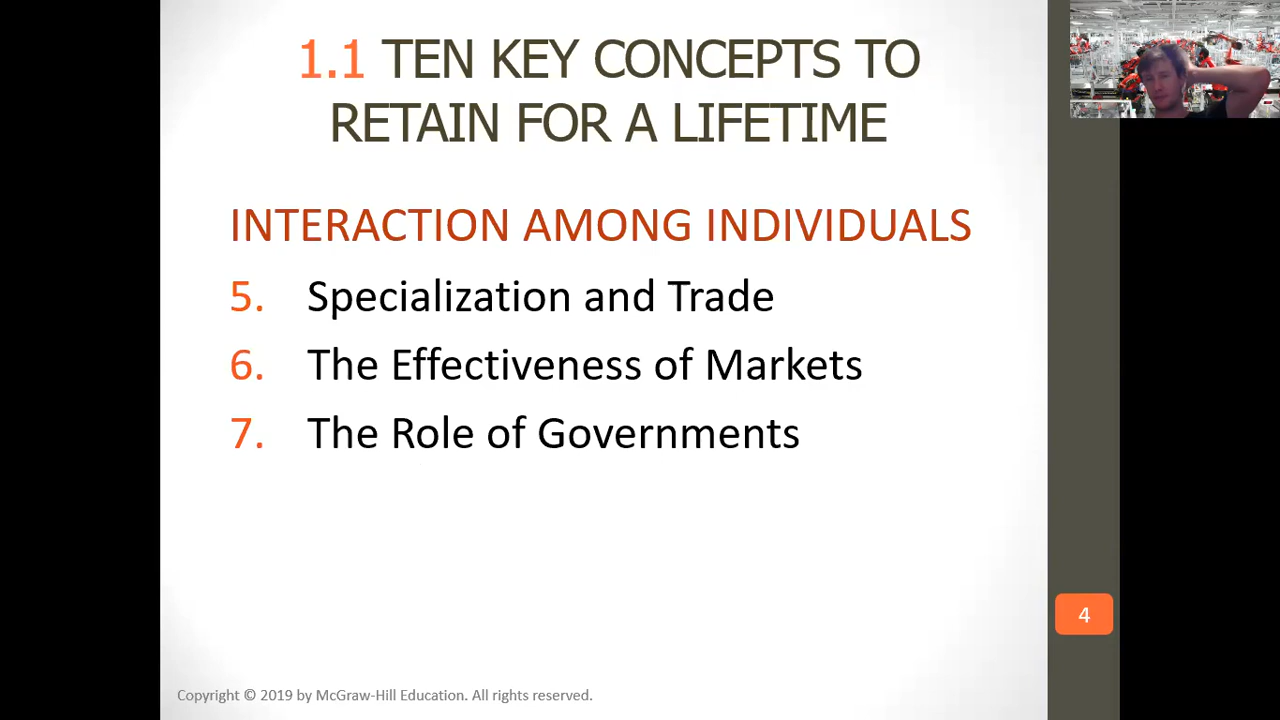 1.1 TEN KEY CONCEPTS TO
RETAIN FOR A LIFETIME
INTERACTION AMONG INDIVIDUALS
5. Specialization and Trade
6. The Effectiveness of Markets
7. The Role of Governments
4
Copyright © 2019 by McGraw-Hill Education. All rights reserved.